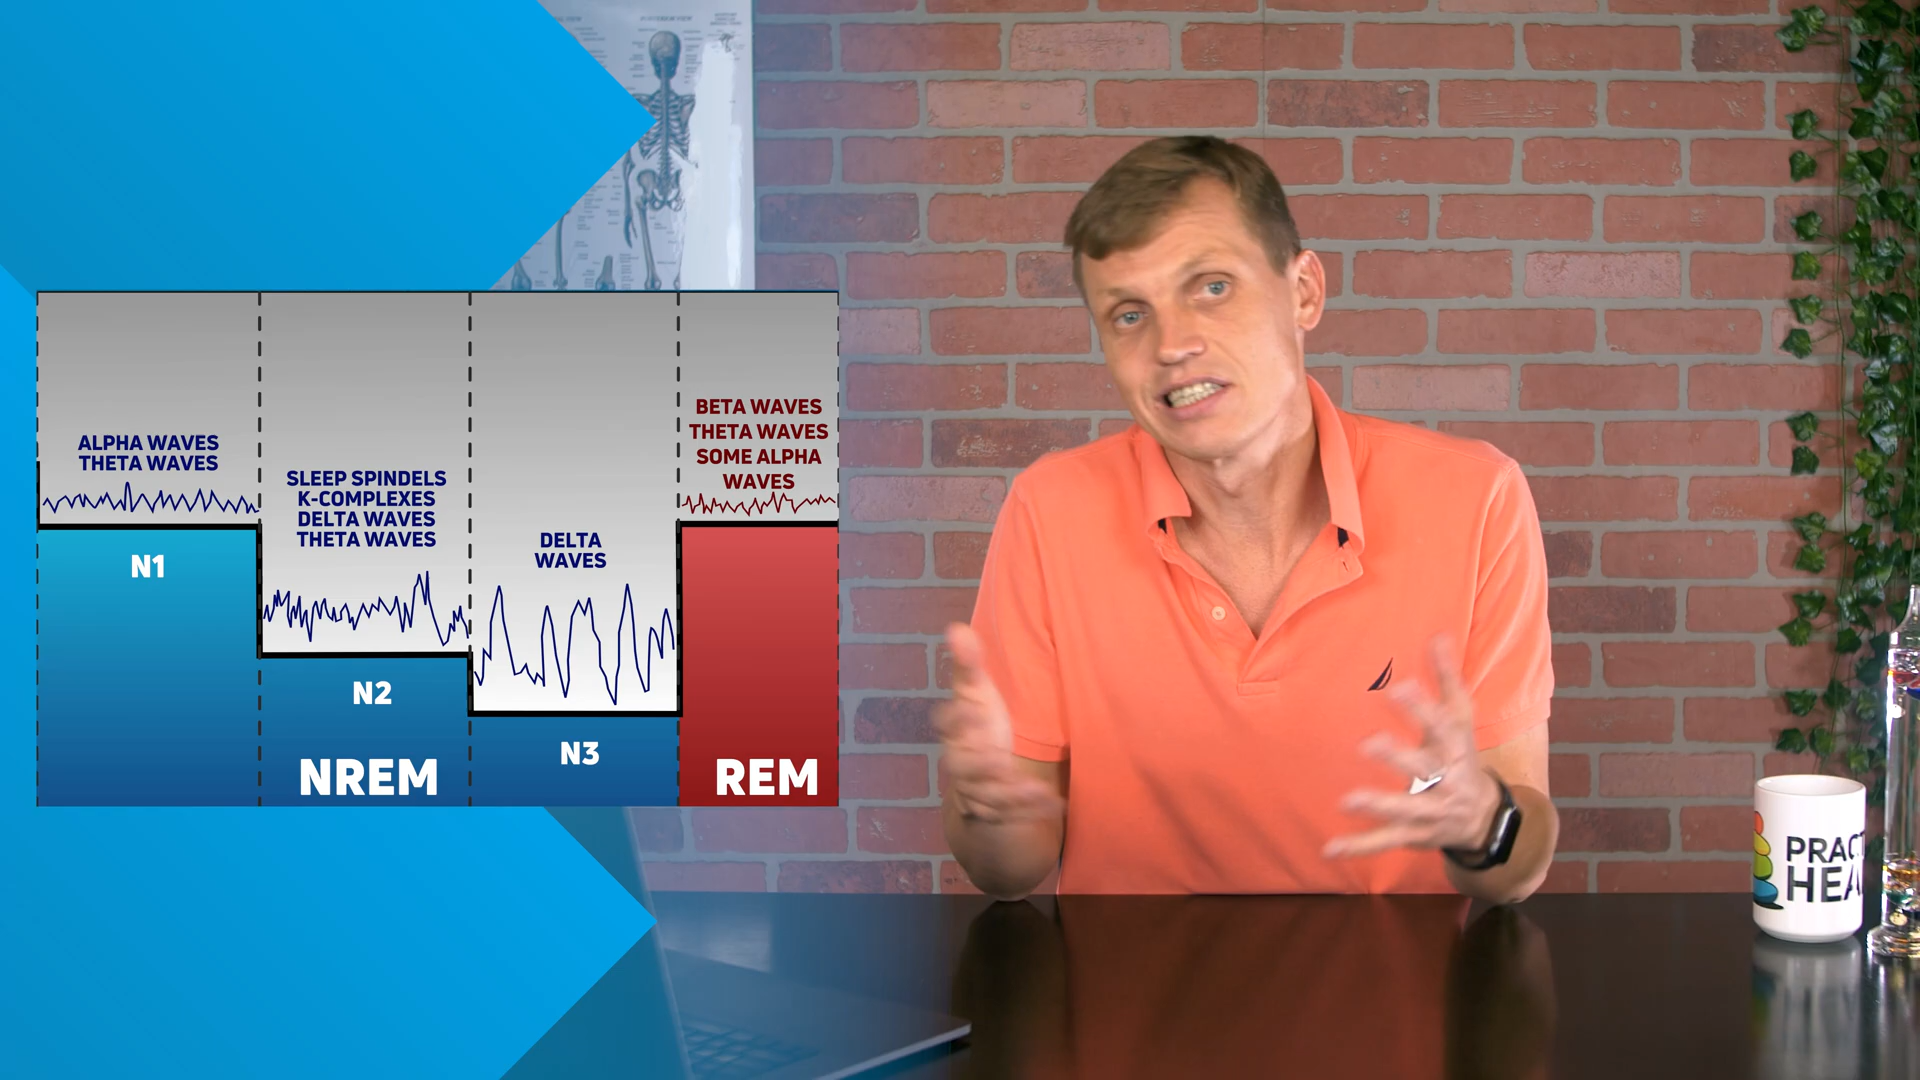 ALPHA WAVES
THETA WAVES
N1
SLEEP SPINDELS
K-COMPLEXES
DELTA WAVES
THETA WAVES
N2
NREM
DELTA
WAVES
N3
BETA WAVES
THETA WAVES
SOME ALPHA
WAVES
REM
PRACT
HEA